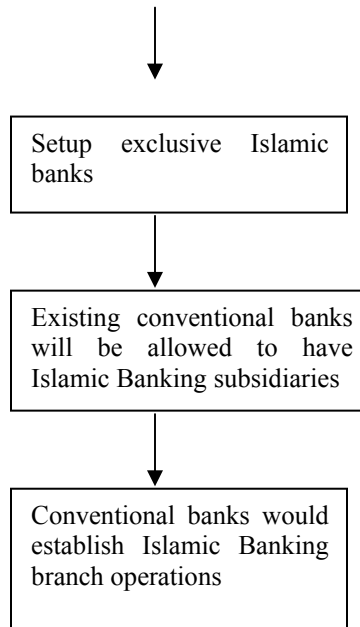 Setup exclusive Islamic
banks
Existing conventional banks
will be allowed to have
Islamic Banking subsidiaries
Conventional banks would
establish Islamic Banking
branch operations